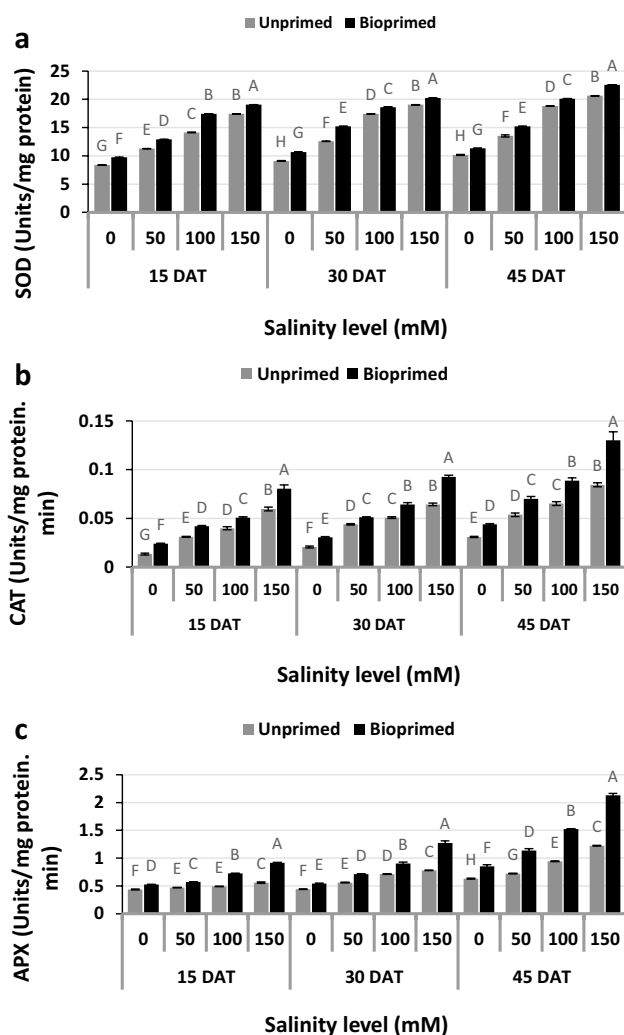 a
Unprimed Bioprimed
SOD (Units/mg protein)
25
20
15
10
5
0
G F E D C B B A H G F E D C B A H G F E D C B A
0 50 100 150 0 50 100 150 0 50 100 150
15 DAT 30 DAT 45 DAT
Salinity level (mM)
b
Unprimed Bioprimed
CAT (Units/mg protein.
min)
0.15
0.1
0.05
0
G F E D D C B A F E D C C B B A E D D C C B B A
0 50 100 150 0 50 100 150 0 50 100 150
15 DAT 30 DAT 45 DAT
Salinity level (mM)
c
Unprimed Bioprimed
APX (Units/mg protein.
min)
2.5
2
1.5
1
0.5
0
F D E C E B C A F E E D D B C A H F G D E B C A
0 50 100 150 0 50 100 150 0 50 100 150
15 DAT 30 DAT 45 DAT
Salinity level (mM)